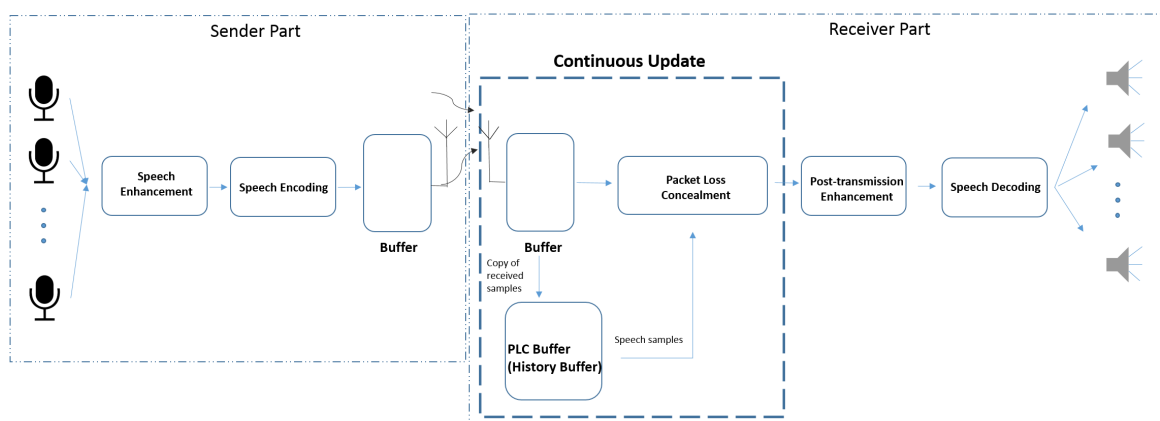 Sender Part
Receiver Part
Continuous Update
Speech
Enhancement
Speech Encoding
Buffer
Buffer
Packet Loss
Concealment
Post-transmission
Enhancement
Speech Decoding
Copy of
received
samples
PLC Buffer
(History Buffer)
Speech samples